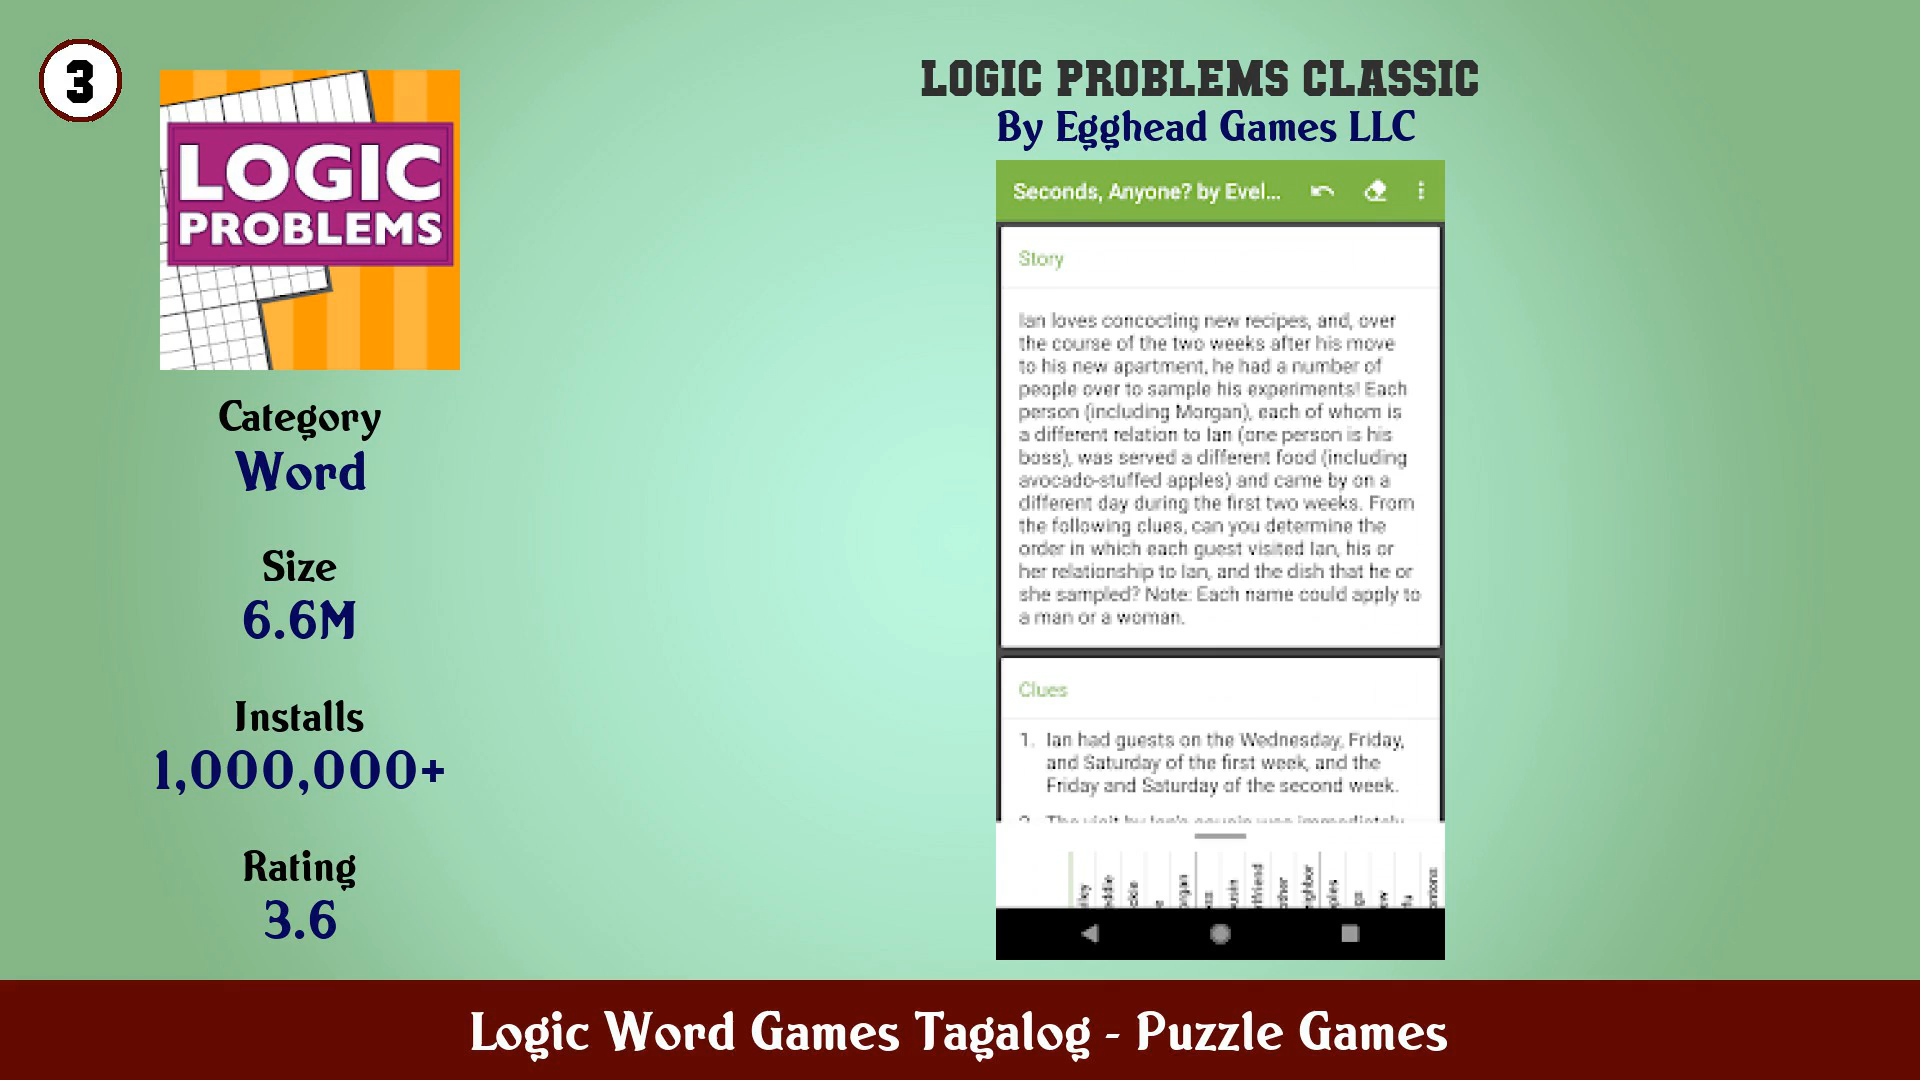 3
LOGIC
PROBLEMS
Category
Word
Size
6.6M
Installs
1,000,000+
Rating
3.6
LOGIC PROBLEMS CLASSIC
By Egghead Games LLC
Seconds, Anyone? by Evel...
Story
Ian loves concocting new recipes, and, over
the course of the two weeks after his move
to his new apartment, he had a number of
people over to sample his experiments! Each
person (including Morgan), each of whom is
a different relation to Ian (one person is his
boss), was served a different food (including
avocado-stuffed apples) and came by on a
different day during the first two weeks. From
the following clues, can you determine the
order in which each guest visited Ian, his or
her relationship to Ian, and the dish that he or
she sampled? Note: Each name could apply to
a man or a woman.
Clues
1. Ian had guests on the Wednesday, Friday,
and Saturday of the first week, and the
Friday and Saturday of the second week.
2. The visit by Ian's cousin was immediately
Logic Word Games Tagalog - Puzzle Games